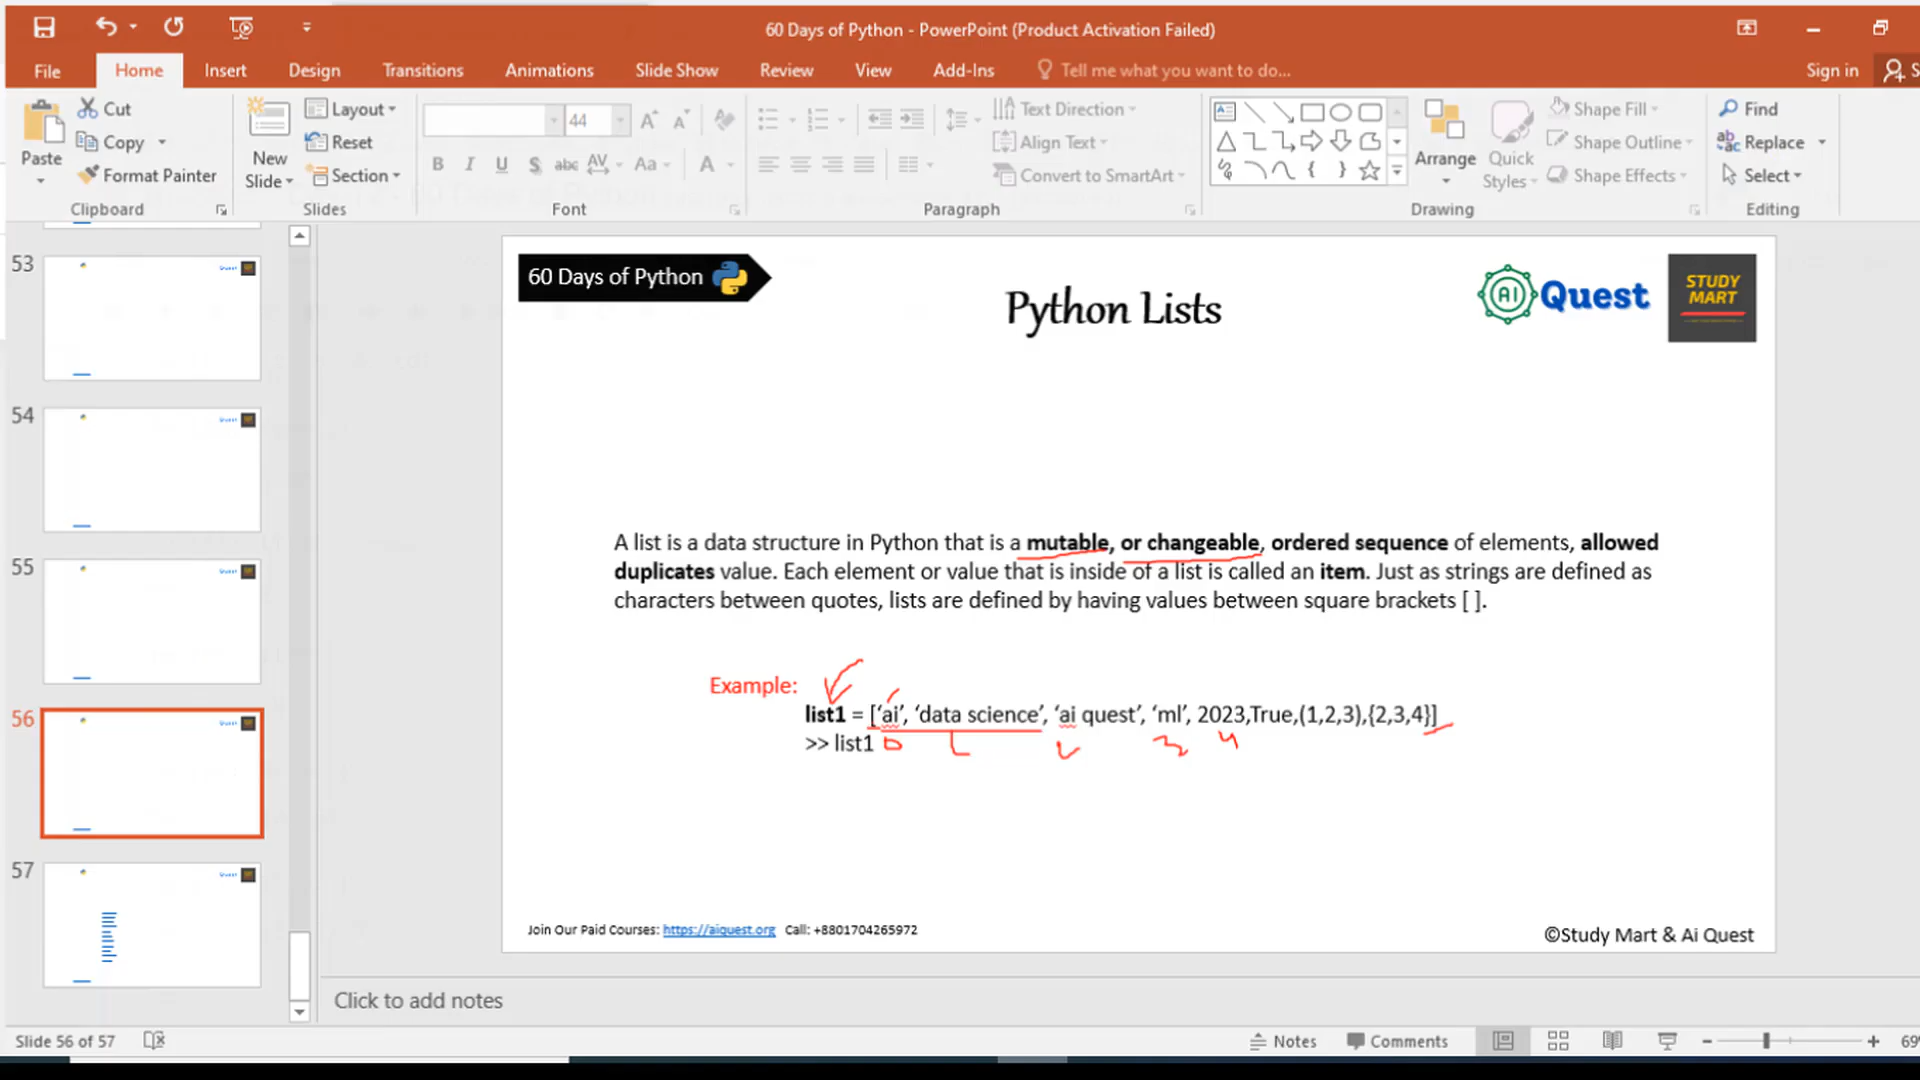 60 Days of Python - PowerPoint (Product Activation Failed)
File Home Insert Design Transitions Animations Slide Show Review View Add-Ins Tell me what you want to do... Sign in
Paste
Cut
Copy
Format Painter
Clipboard
New Slide
Layout
Reset
Section
Slides
44
B I U S abc AV Aa A
Font
Text Direction
Align Text
Convert to SmartArt
Paragraph
Arrange
Quick Styles
Shape Fill
Shape Outline
Shape Effects
Drawing
Find
Replace
Select
Editing
53
54
55
56
57
60 Days of Python
Python Lists
AI Quest
STUDY MART
A list is a data structure in Python that is a mutable, or changeable, ordered sequence of elements, allowed
duplicates value. Each element or value that is inside of a list is called an item. Just as strings are defined as
characters between quotes, lists are defined by having values between square brackets [ ].
Example:
list1 = [‘ai’, ‘data science’, ‘ai quest’, ‘ml’, 2023,True,(1,2,3),{2,3,4}]
>> list1
Join Our Paid Courses: https://aiquest.org Call: +8801704265972
©Study Mart & Ai Quest
Click to add notes
Slide 56 of 57
Notes Comments